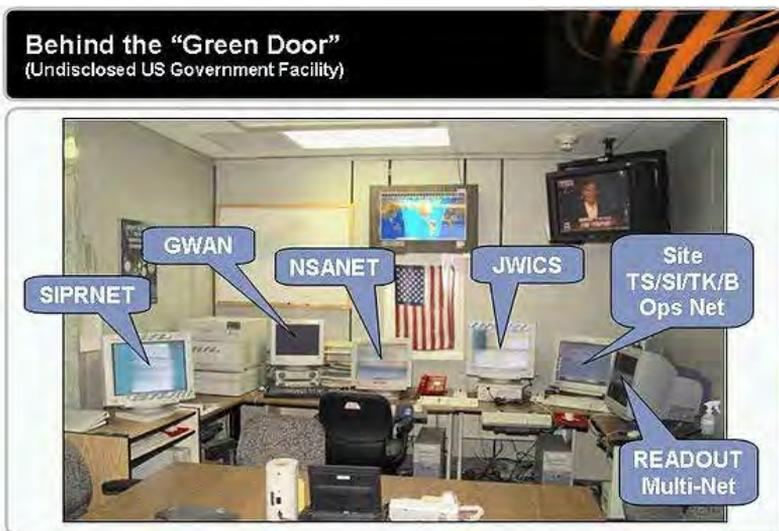 Behind the “Green Door”
(Undisclosed US Government Facility)
SIPRNET
GWAN
NSANET
JWICS
Site
TS/SI/TK/B
Ops Net
READOUT
Multi-Net